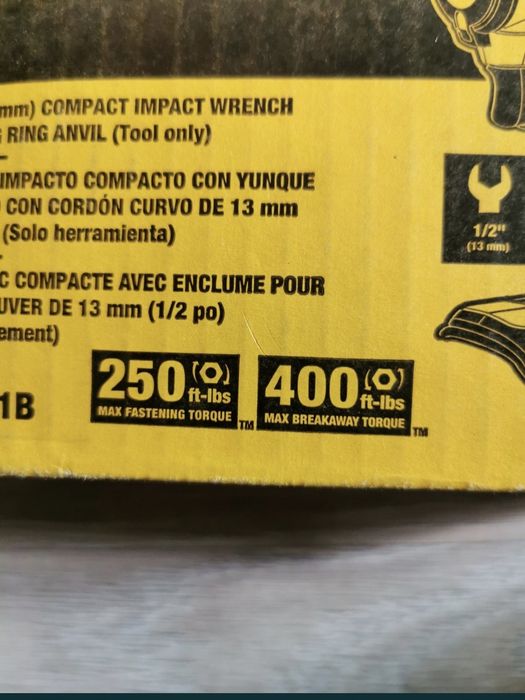 mm) COMPACT IMPACT WRENCH
RING ANVIL (Tool only)
IMPACTO COMPACTO CON YUNQUE
CON CORDÓN CURVO DE 13 mm
(Solo herramienta)
C COMPACTE AVEC ENCLUME POUR
UVER DE 13 mm (1/2 po)
ement)
1/2"
(13 mm)
1B
250 ft-lbs
MAX FASTENING TORQUE TM
400 ft-lbs
MAX BREAKAWAY TORQUE TM